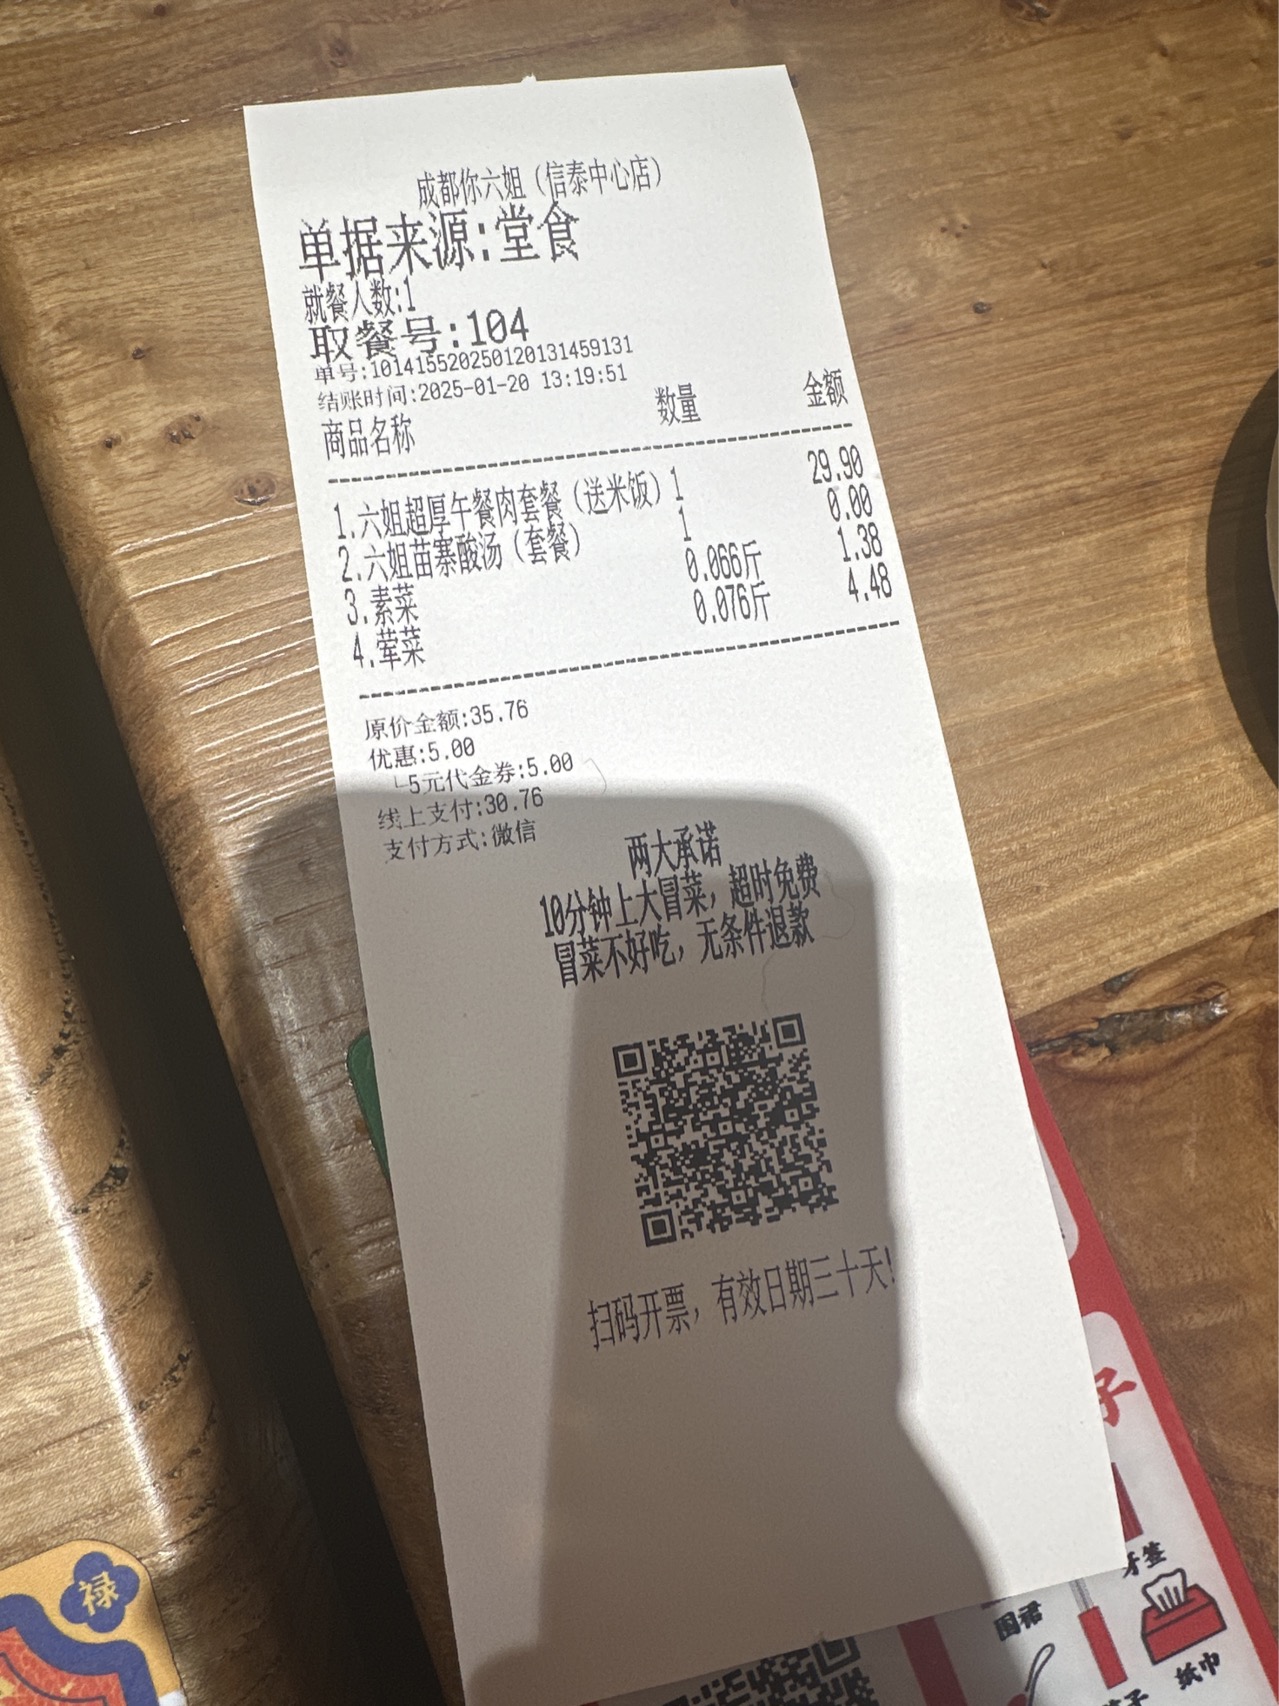 成都你六姐（信泰中心店）
单据来源:堂食
就餐人数:1
取餐号:104
单号:101415520250120131459131
结账时间:2025-01-20 13:19:51
商品名称 数量 金额
1.六姐超厚午餐肉套餐（送米饭） 1 29.90
2.六姐苗寨酸汤（套餐） 1 0.00
3.素菜 0.066斤 1.38
4.荤菜 0.076斤 4.48
原价金额:35.76
优惠:5.00
└5元代金券:5.00
线上支付:30.76
支付方式:微信
两大承诺
10分钟上大冒菜，超时免费
冒菜不好吃，无条件退款
扫码开票，有效日期三十天!
子
牙签
围裙
纸巾
禄